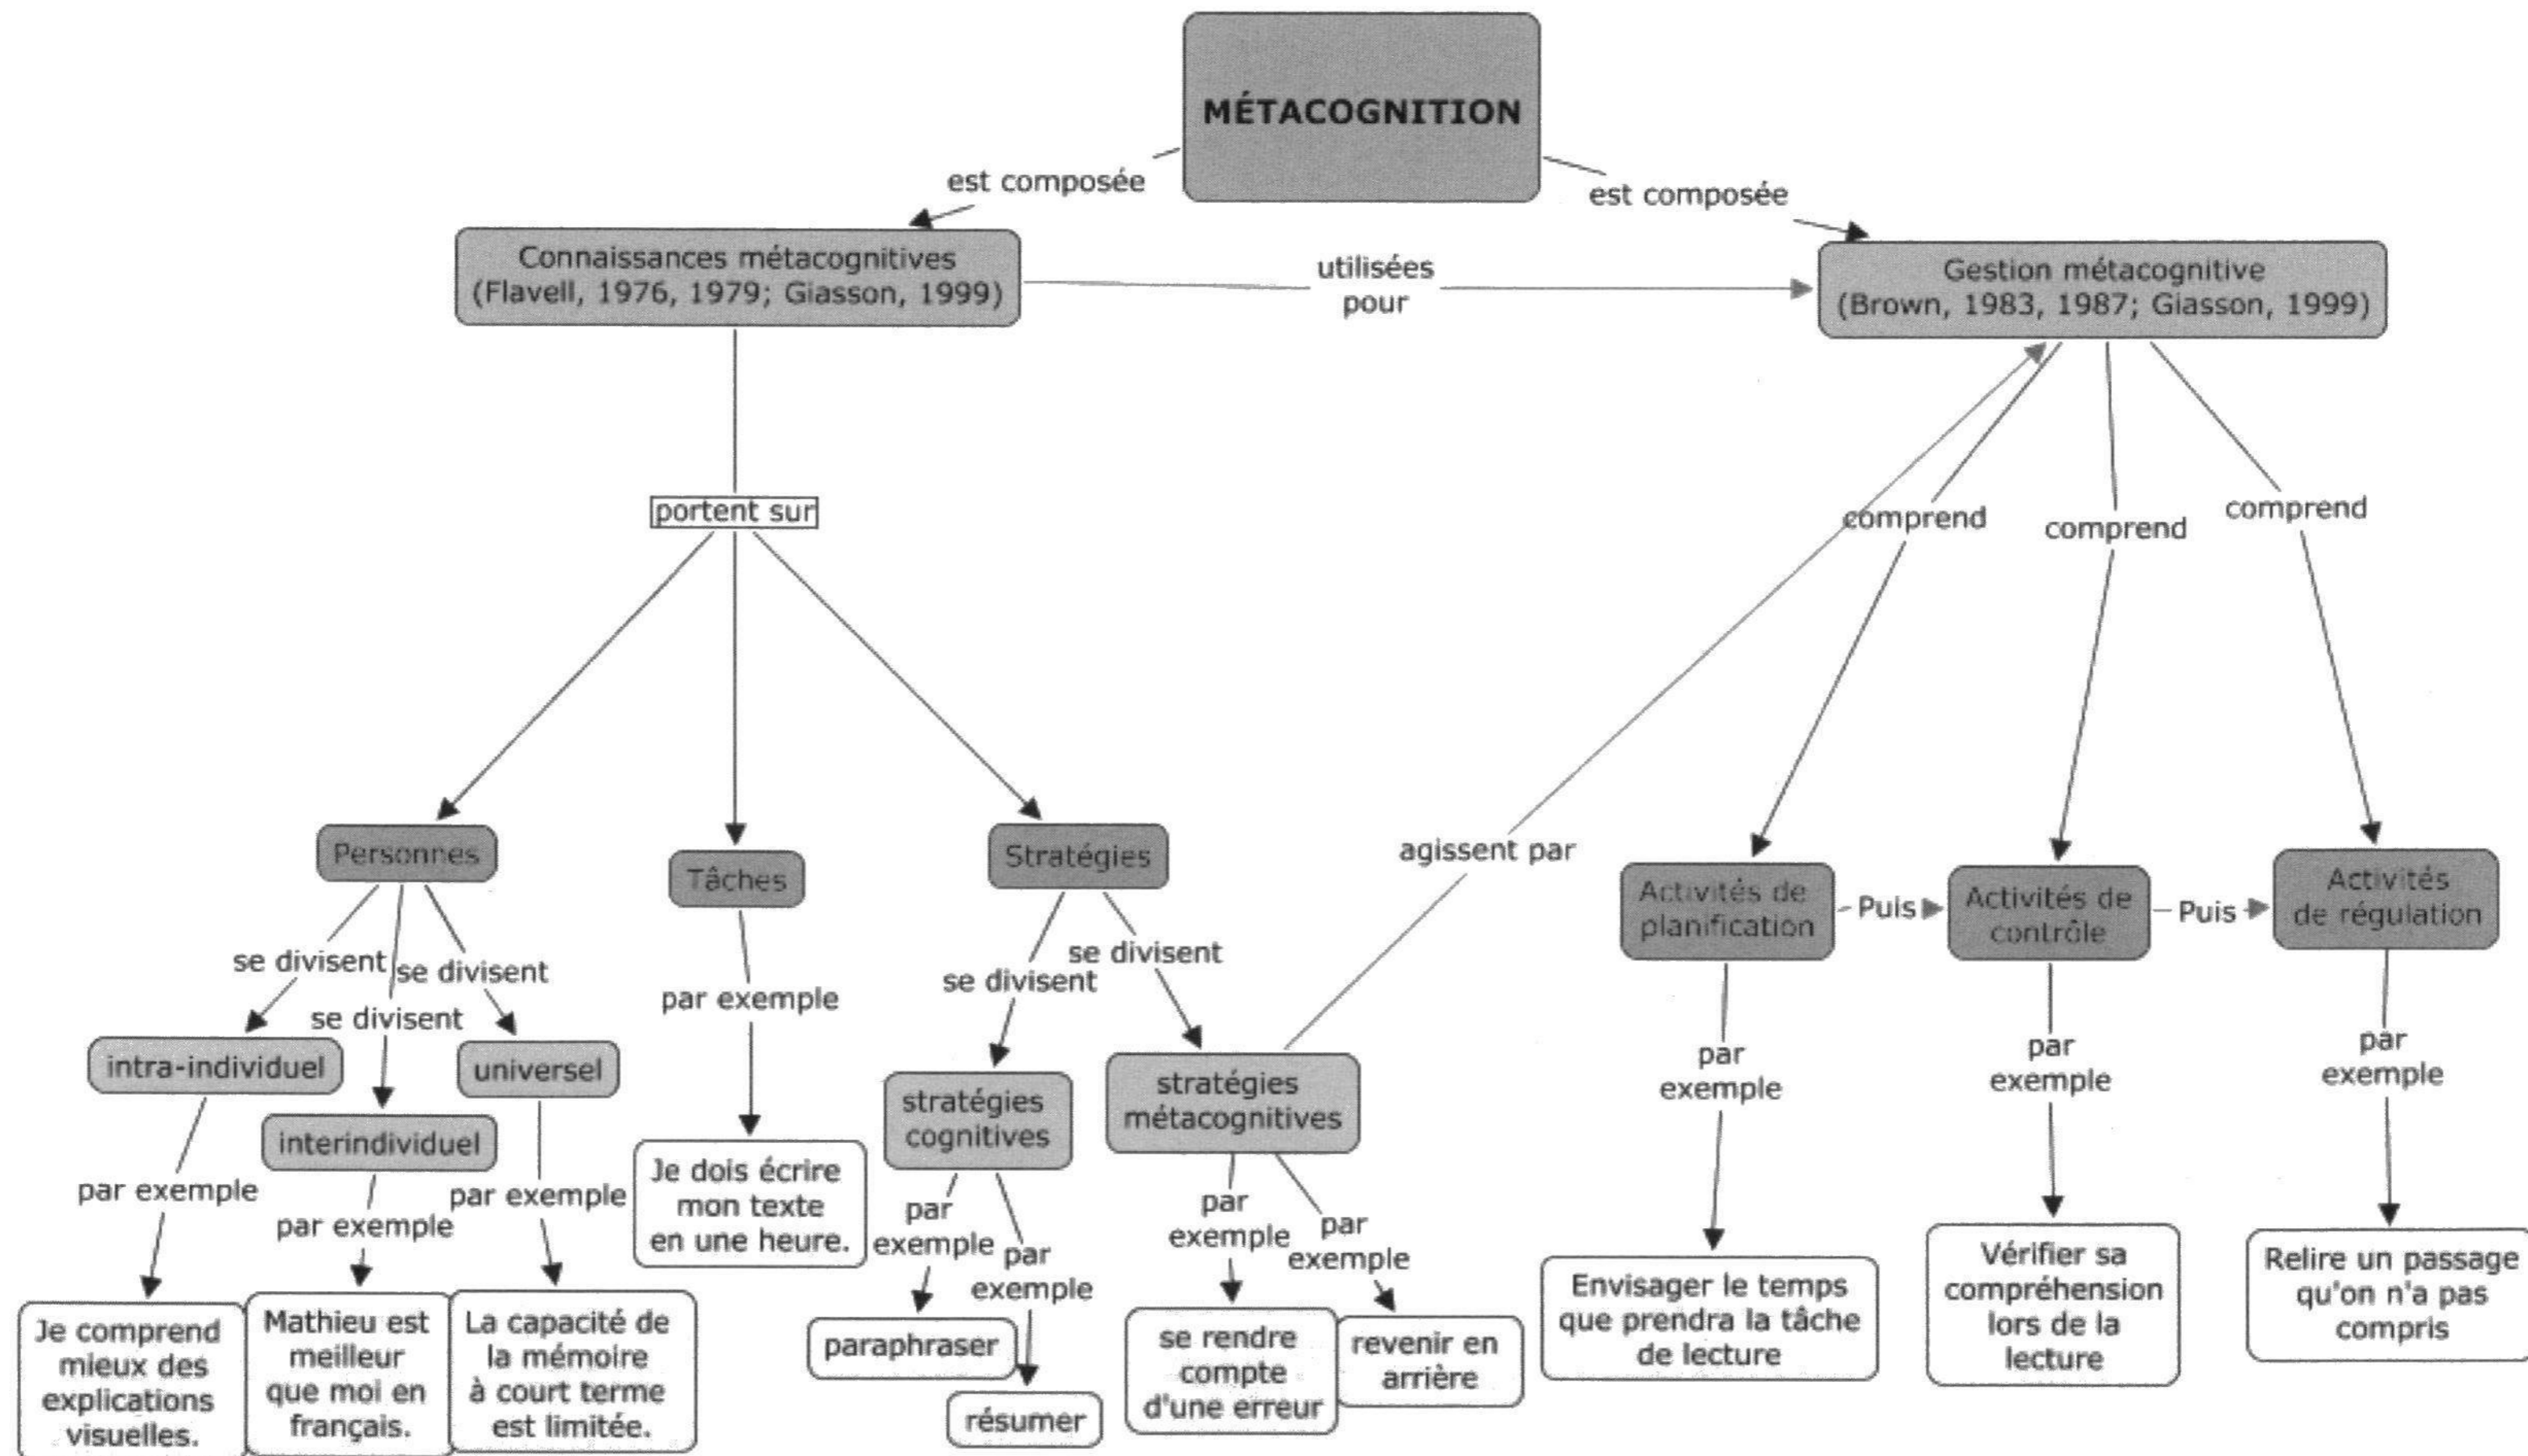 MÉTACOGNITION
est composée
est composée
Connaissances métacognitives
(Flavell, 1976, 1979; Giasson, 1999)
utilisées
pour
Gestion métacognitive
(Brown, 1983, 1987; Giasson, 1999)
portent sur
comprend
comprend
comprend
Personnes
Tâches
Stratégies
agissent par
Activités de
planification
Puis
Activités de
contrôle
Puis
Activités
de régulation
se divisent
se divisent
se divisent
par exemple
se divisent
se divisent
intra-individuel
interindividuel
universel
stratégies
cognitives
stratégies
métacognitives
par
exemple
par
exemple
par
exemple
par exemple
par exemple
par exemple
Je dois écrire
mon texte
en une heure.
par
exemple
par
exemple
par
exemple
par
exemple
Je comprend
mieux des
explications
visuelles.
Mathieu est
meilleur
que moi en
français.
La capacité de
la mémoire
à court terme
est limitée.
paraphraser
résumer
se rendre
compte
d'une erreur
revenir en
arrière
Envisager le temps
que prendra la tâche
de lecture
Vérifier sa
compréhension
lors de la
lecture
Relire un passage
qu'on n'a pas
compris